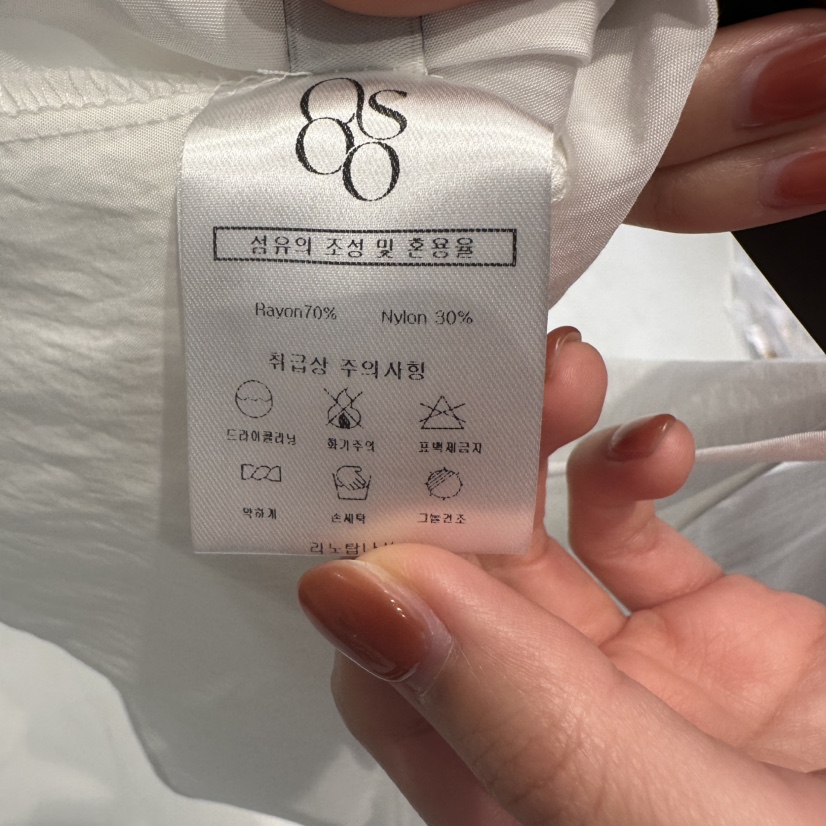 섬유의 조성 및 혼용율
Rayon70% Nylon 30%
취급상 주의사항
드라이클리닝 화기주의 표백제금지
약하게 손세탁 그늘건조